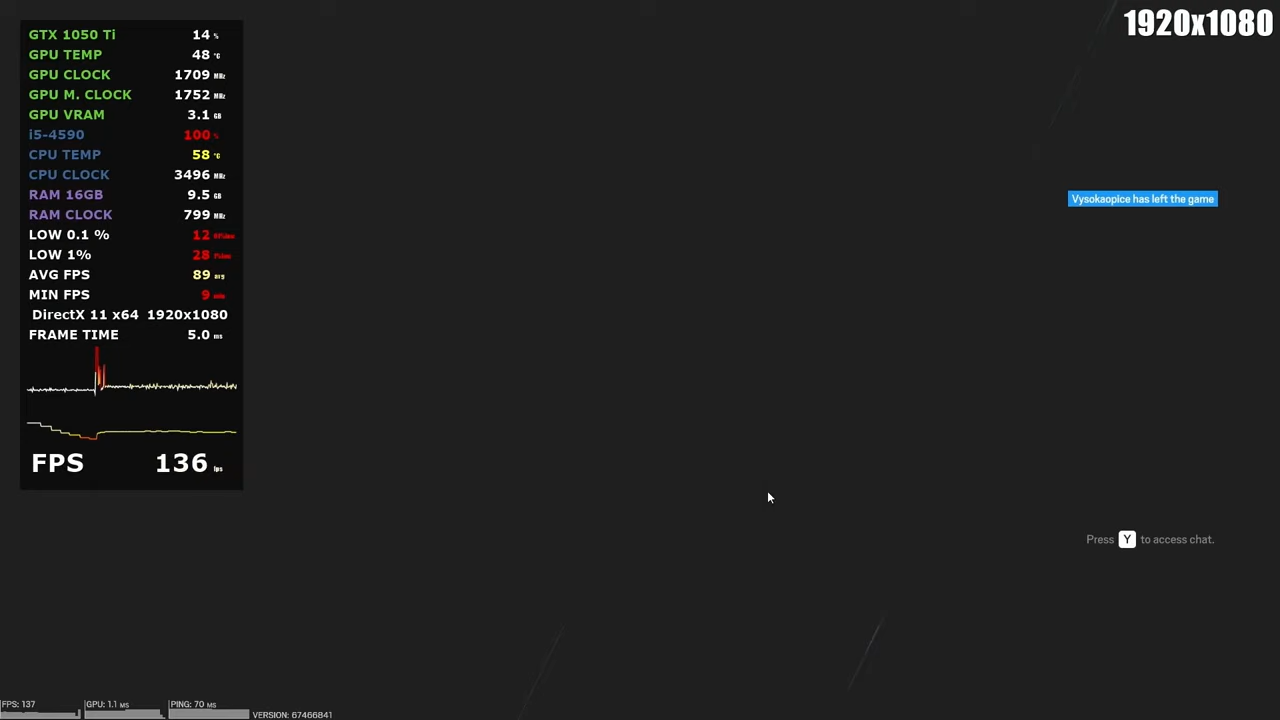 1920x1080
GTX 1050 Ti 14 %
GPU TEMP 48 °C
GPU CLOCK 1709 MHz
GPU M. CLOCK 1752 MHz
GPU VRAM 3.1 GB
i5-4590 100 %
CPU TEMP 58 °C
CPU CLOCK 3496 MHz
RAM 16GB 9.5 GB
RAM CLOCK 799 MHz
LOW 0.1 % 12
LOW 1% 28
AVG FPS 89 avg
MIN FPS 9 min
DirectX 11 x64 1920x1080
FRAME TIME 5.0 ms
FPS 136 fps
Vysokaopice has left the game
Press Y to access chat.
FPS: 137 GPU: 1.1 MS PING: 70 MS VERSION: 67466841